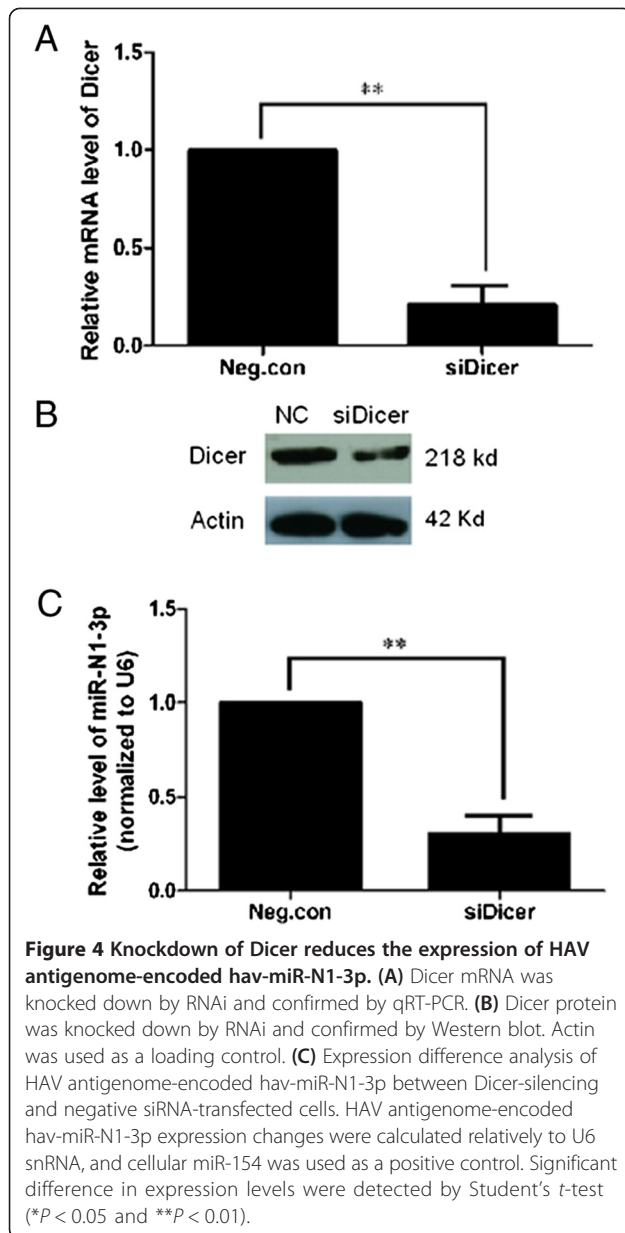 A
Relative mRNA level of Dicer
1.5
1.0
0.5
0.0
**
Neg.con siDicer
B
NC siDicer
Dicer 218 kd
Actin 42 Kd
C
Relative level of miR-N1-3p
(normalized to U6)
1.5
1.0
0.5
0.0
**
Neg.con siDicer
Figure 4 Knockdown of Dicer reduces the expression of HAV
antigenome-encoded hav-miR-N1-3p. (A) Dicer mRNA was
knocked down by RNAi and confirmed by qRT-PCR. (B) Dicer protein
was knocked down by RNAi and confirmed by Western blot. Actin
was used as a loading control. (C) Expression difference analysis of
HAV antigenome-encoded hav-miR-N1-3p between Dicer-silencing
and negative siRNA-transfected cells. HAV antigenome-encoded
hav-miR-N1-3p expression changes were calculated relatively to U6
snRNA, and cellular miR-154 was used as a positive control. Significant
difference in expression levels were detected by Student's t-test
(*P < 0.05 and **P < 0.01).